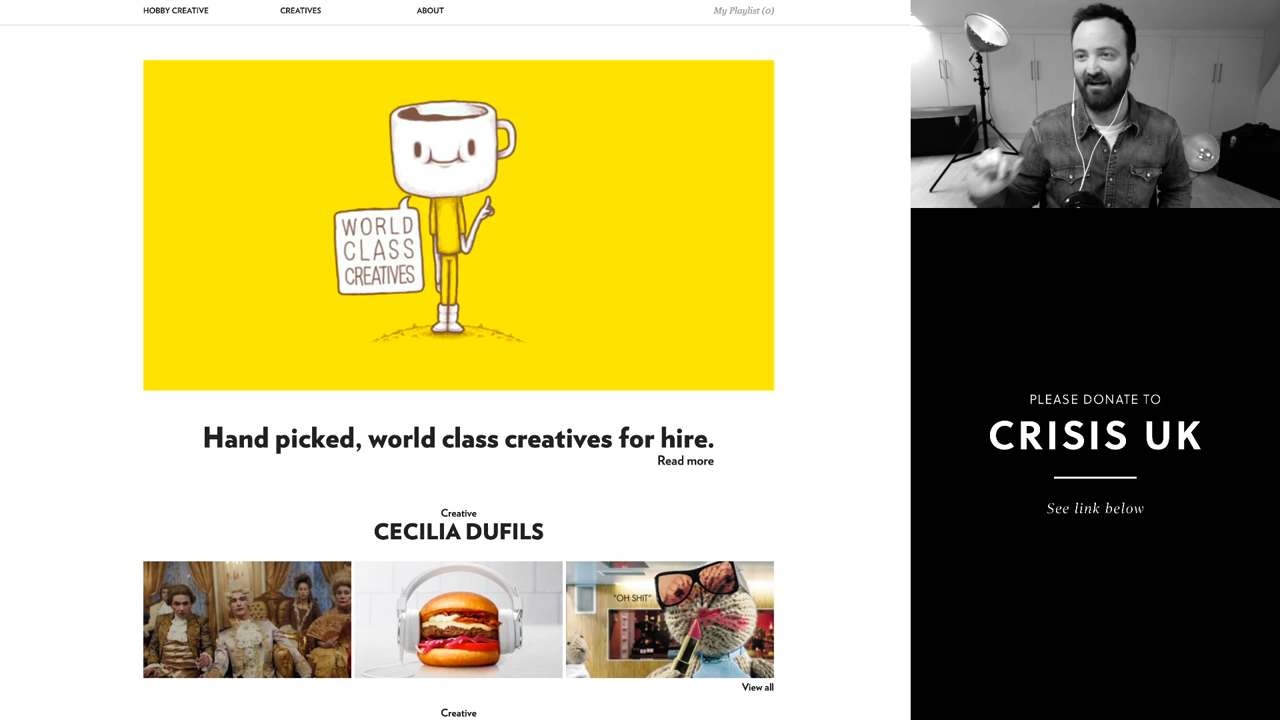 HOBBY CREATIVE
CREATIVES
ABOUT
My Playlist (0)
WORLD
CLASS
CREATIVES
Hand picked, world class creatives for hire.
Read more
Creative
CECILIA DUFILS
"OH SHIT"
View all
Creative
PLEASE DONATE TO
CRISIS UK
See link below